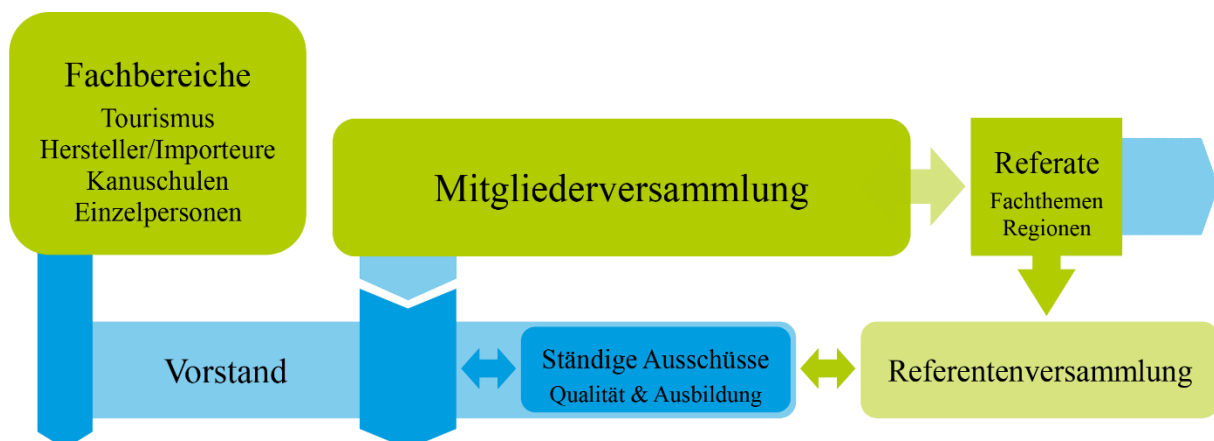 Fachbereiche
Tourismus
Hersteller/Importeure
Kanuschulen
Einzelpersonen
Mitgliederversammlung
Referate
Fachthemen
Regionen
Vorstand
Ständige Ausschüsse
Qualität & Ausbildung
Referentenversammlung